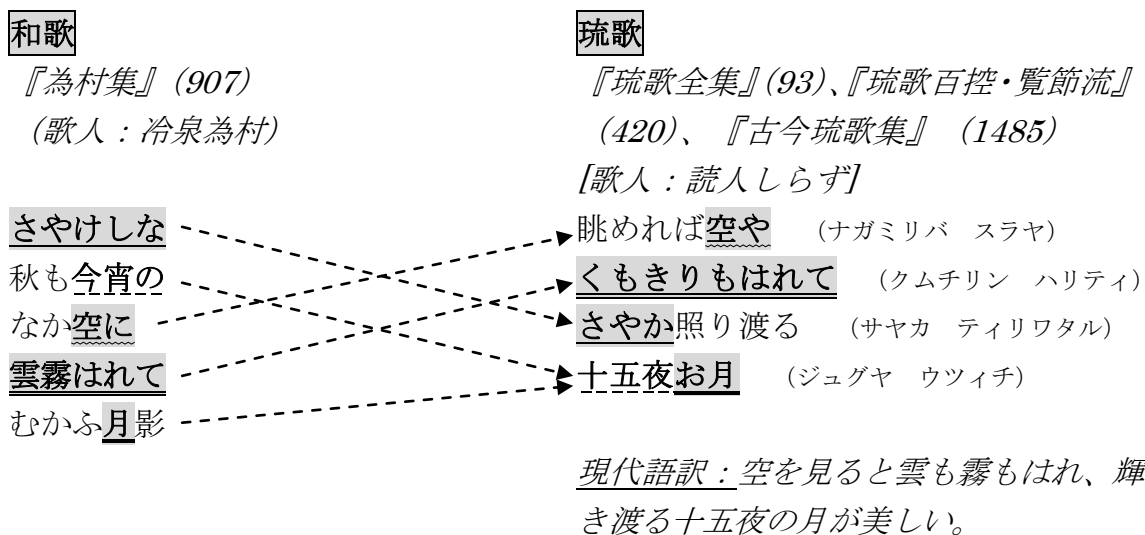 和歌
『為村集』(907)
(歌人：冷泉為村)
さやけしな
秋も今宵の
なか空に
雲霧はれて
むかふ月影
琉歌
『琉歌全集』(93)、『琉歌百控・覧節流』
(420)、『古今琉歌集』(1485)
[歌人：読人しらず]
眺めれば空や (ナガミリバ スラヤ)
くもきりもはれて (クムチリン ハリティ)
さやか照り渡る (サヤカ ティリワタル)
十五夜お月 (ジュグヤ ウツィチ)
現代語訳：空を見ると雲も霧もはれ、輝
き渡る十五夜の月が美しい。